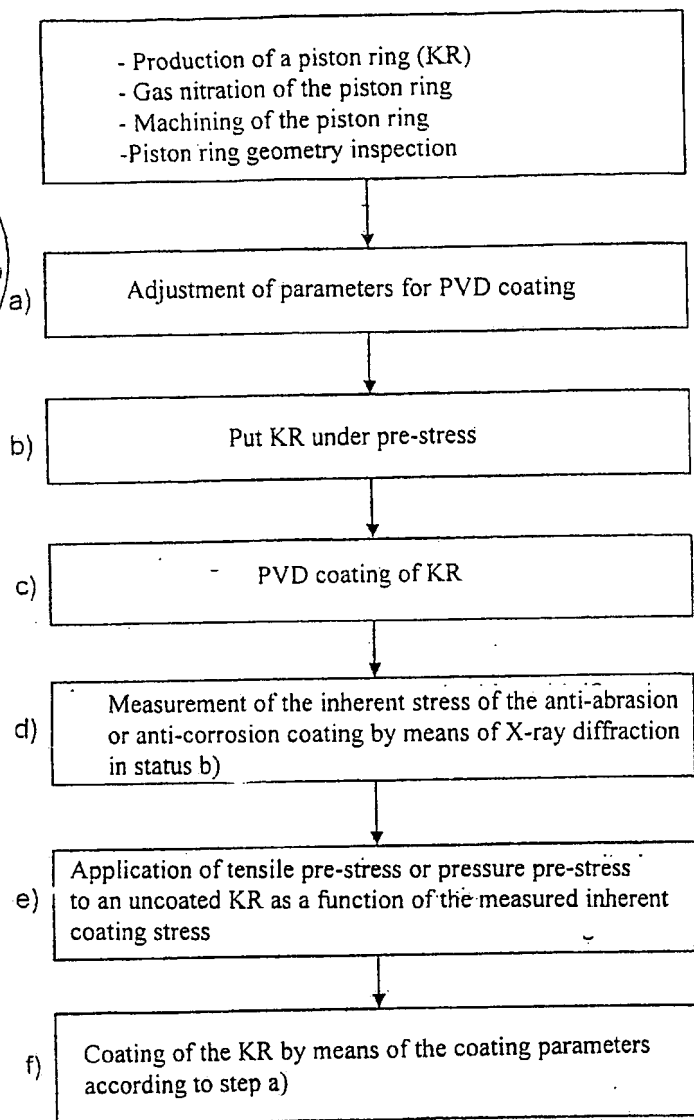 - Production of a piston ring (KR)
- Gas nitration of the piston ring
- Machining of the piston ring
-Piston ring geometry inspection
a)
Adjustment of parameters for PVD coating
b)
Put KR under pre-stress
c)
PVD coating of KR
d)
Measurement of the inherent stress of the anti-abrasion
or anti-corrosion coating by means of X-ray diffraction
in status b)
e)
Application of tensile pre-stress or pressure pre-stress
to an uncoated KR as a function of the measured inherent
coating stress
f)
Coating of the KR by means of the coating parameters
according to step a)